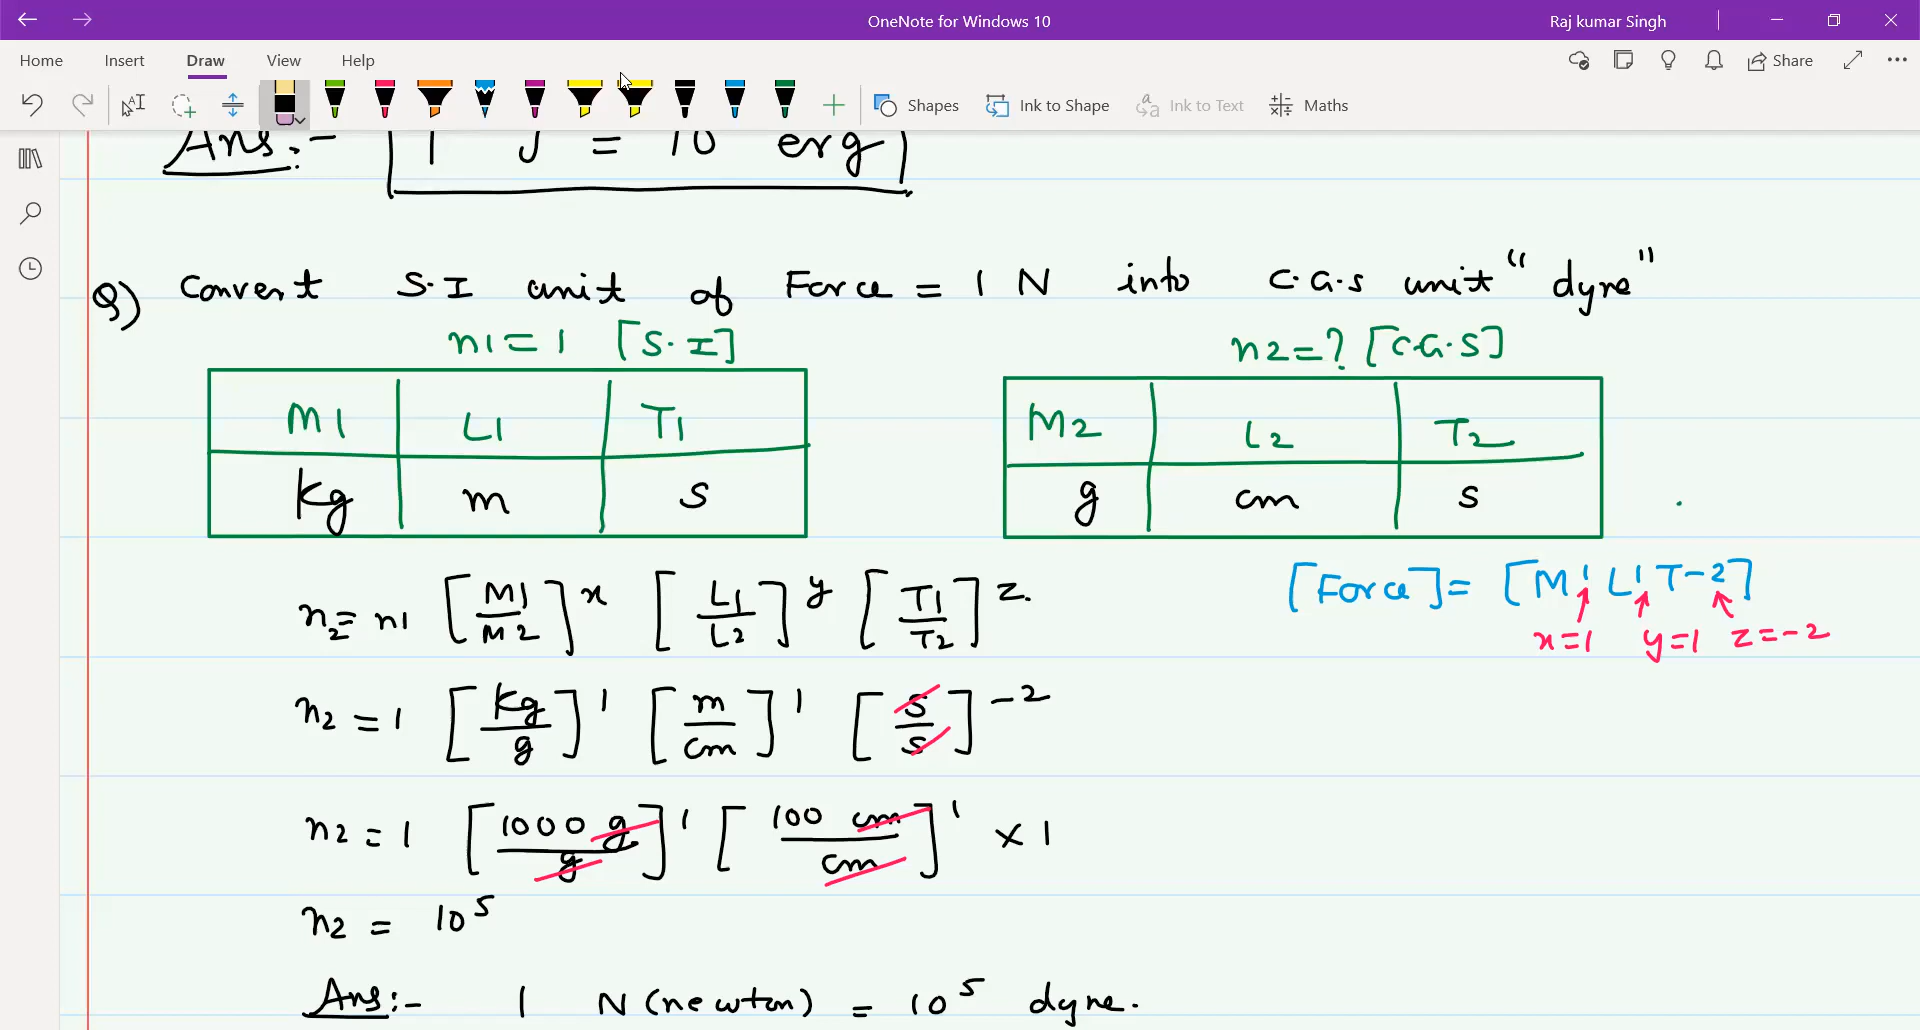 OneNote for Windows 10
Raj kumar Singh
Home Insert Draw View Help
Share
Shapes Ink to Shape Ink to Text Maths
Ans:- 1 J = 10 erg
Q) Convert S.I unit of Force = 1 N into C.G.S unit "dyne"
n1 = 1 [S.I]
n2 = ? [C.G.S]
M1 L1 T1
kg m s
M2 L2 T2
g cm s
[Force] = [M1 L1 T-2]
x=1 y=1 z=-2
n2 = n1 [M1/M2]x [L1/L2]y [T1/T2]z.
n2 = 1 [kg/g]1 [m/cm]1 [s/s]-2
n2 = 1 [1000 g/g]1 [100 cm/cm]1 × 1
n2 = 10^5
Ans:- 1 N (newton) = 10^5 dyne.